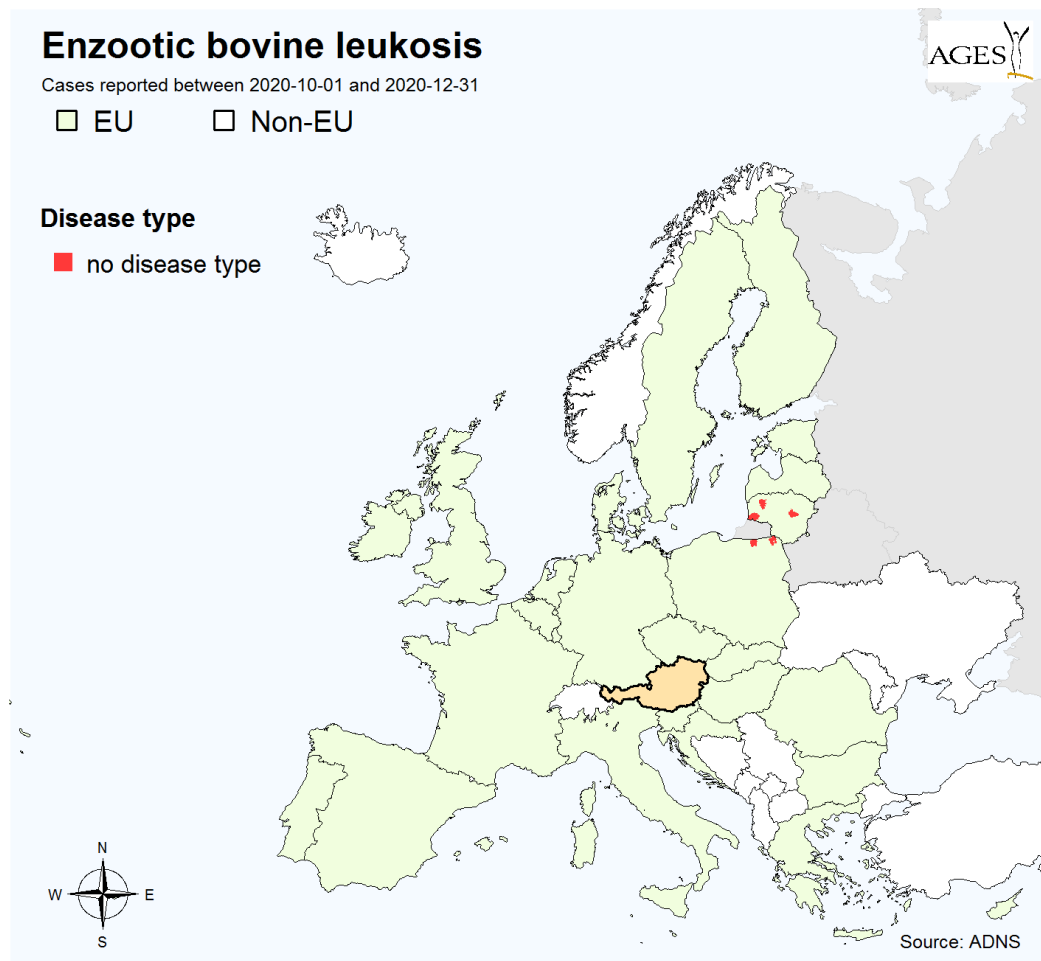 Enzootic bovine leukosis
Cases reported between 2020-10-01 and 2020-12-31
EU Non-EU
AGES
Disease type
no disease type
N
W E
S
Source: ADNS